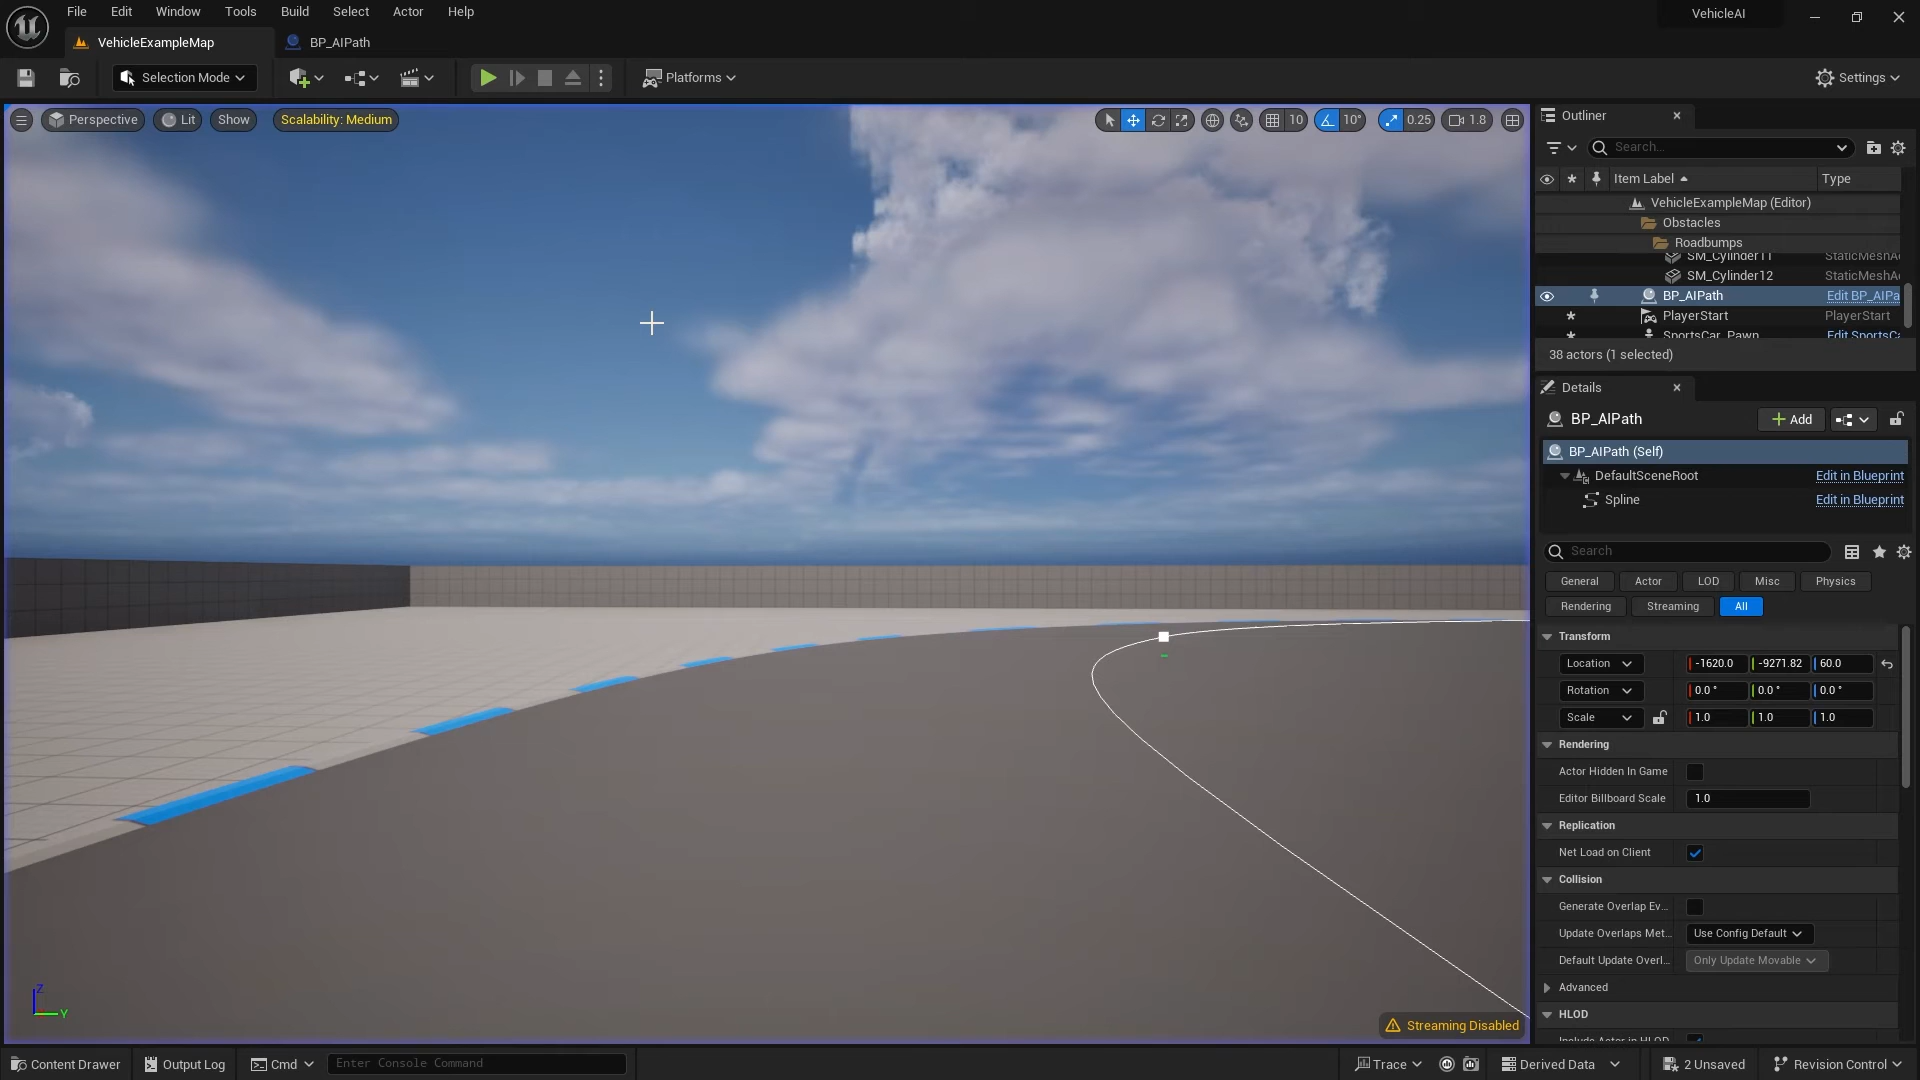 File Edit Window Tools Build Select Actor Help
VehicleAI
VehicleExampleMap
BP_AIPath
Selection Mode
Platforms
Settings
Perspective
Lit
Show
Scalability: Medium
10
10°
0.25
1.8
Outliner
Search...
Item Label
Type
VehicleExampleMap (Editor)
Obstacles
Roadbumps
SM_Cylinder11 StaticMeshA
SM_Cylinder12 StaticMeshA
BP_AIPath Edit BP_AIPa
PlayerStart PlayerStart
SportsCar_Pawn Edit SportsCa
38 actors (1 selected)
Details
BP_AIPath
Add
BP_AIPath (Self)
DefaultSceneRoot Edit in Blueprint
Spline Edit in Blueprint
Search
General Actor LOD Misc Physics
Rendering Streaming All
Transform
Location -1620.0 -9271.82 60.0
Rotation 0.0 ° 0.0 ° 0.0 °
Scale 1.0 1.0 1.0
Rendering
Actor Hidden In Game
Editor Billboard Scale 1.0
Replication
Net Load on Client
Collision
Generate Overlap Ev...
Update Overlaps Met... Use Config Default
Default Update Overl... Only Update Movable
Advanced
HLOD
Include Actor in HLOD
Z
Y
Streaming Disabled
Content Drawer
Output Log
Cmd
Enter Console Command
Trace
Derived Data
2 Unsaved
Revision Control